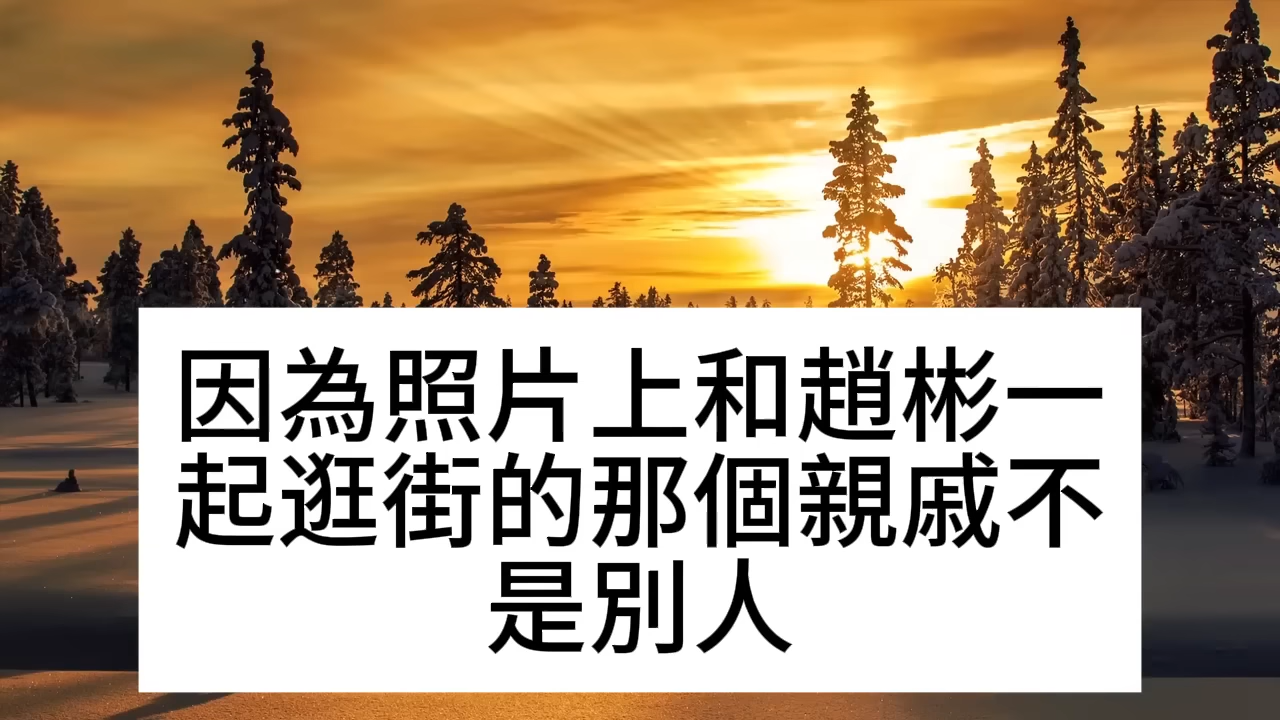 因為照片上和趙彬一
起逛街的那個親戚不
是別人